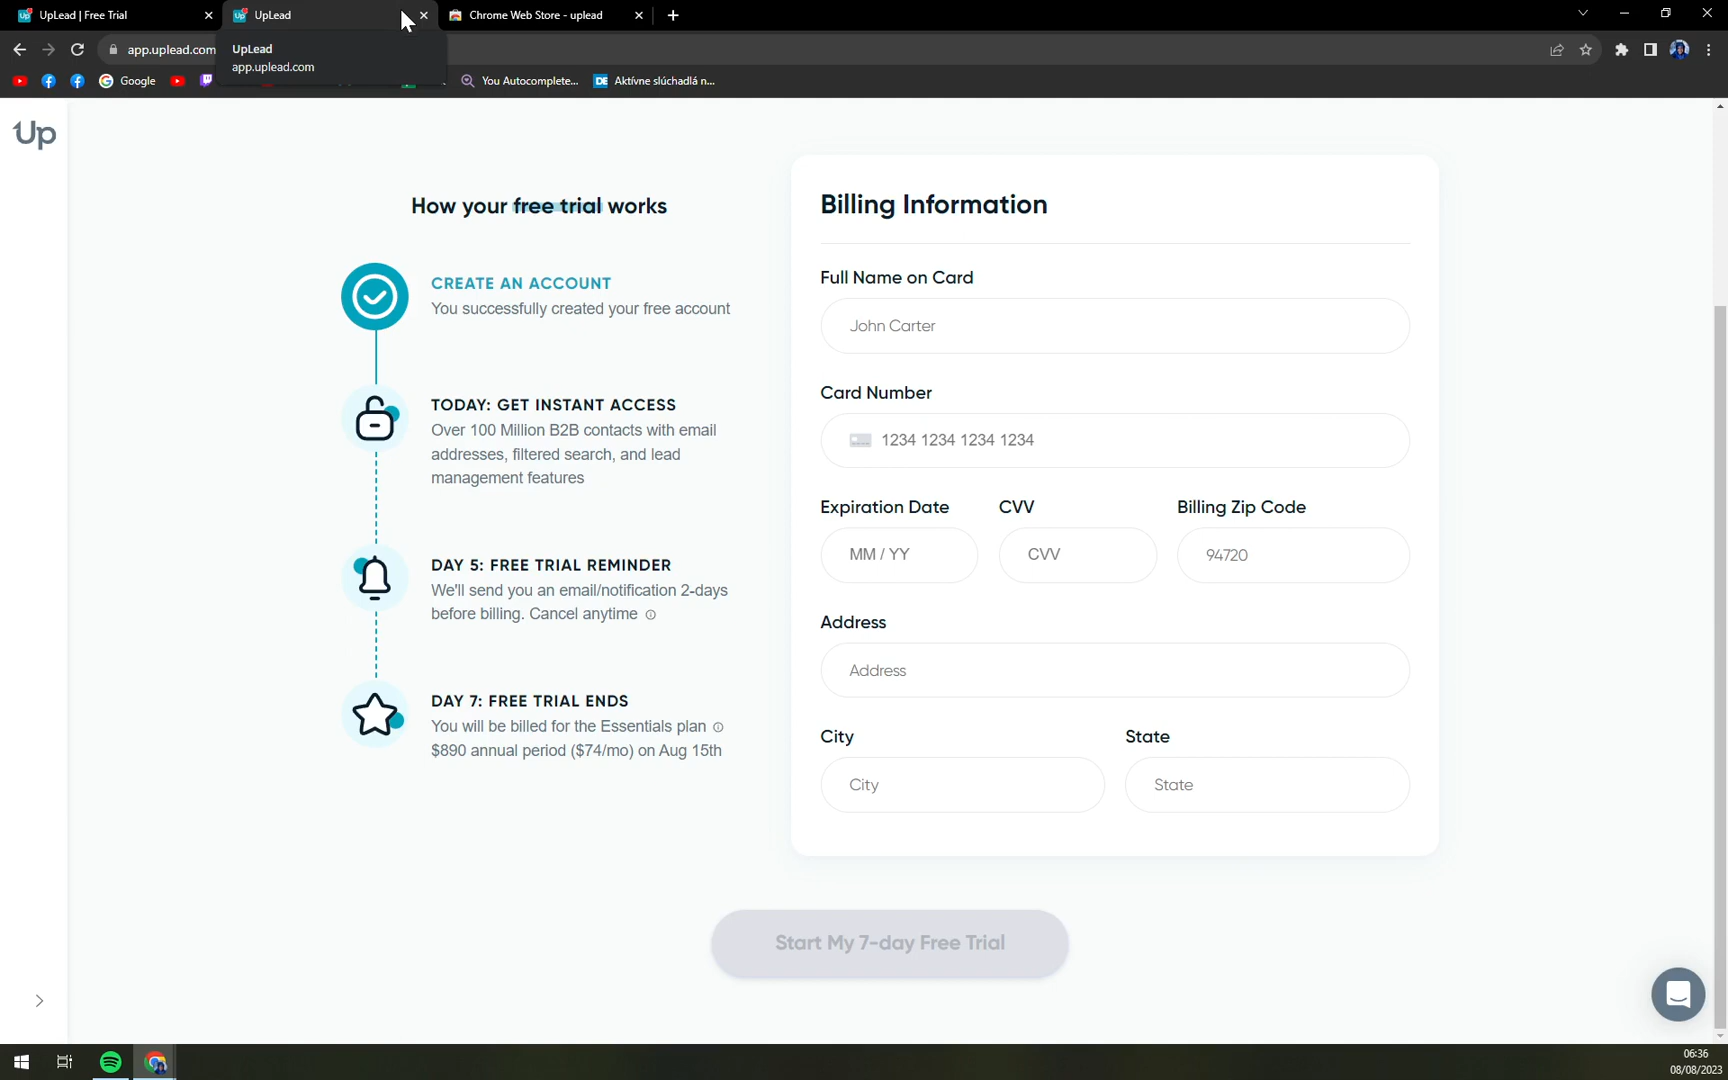 UpLead | Free Trial
UpLead
Chrome Web Store - uplead
app.uplead.com
UpLead
app.uplead.com
Google
You Autocomplete...
DE Aktívne slúchadlá n...
Up
How your free trial works
CREATE AN ACCOUNT
You successfully created your free account
TODAY: GET INSTANT ACCESS
Over 100 Million B2B contacts with email
addresses, filtered search, and lead
management features
DAY 5: FREE TRIAL REMINDER
We'll send you an email/notification 2-days
before billing. Cancel anytime
DAY 7: FREE TRIAL ENDS
You will be billed for the Essentials plan
$890 annual period ($74/mo) on Aug 15th
Billing Information
Full Name on Card
John Carter
Card Number
1234 1234 1234 1234
Expiration Date CVV Billing Zip Code
MM / YY CVV 94720
Address
Address
City State
City State
Start My 7-day Free Trial
06:36
08/08/2023